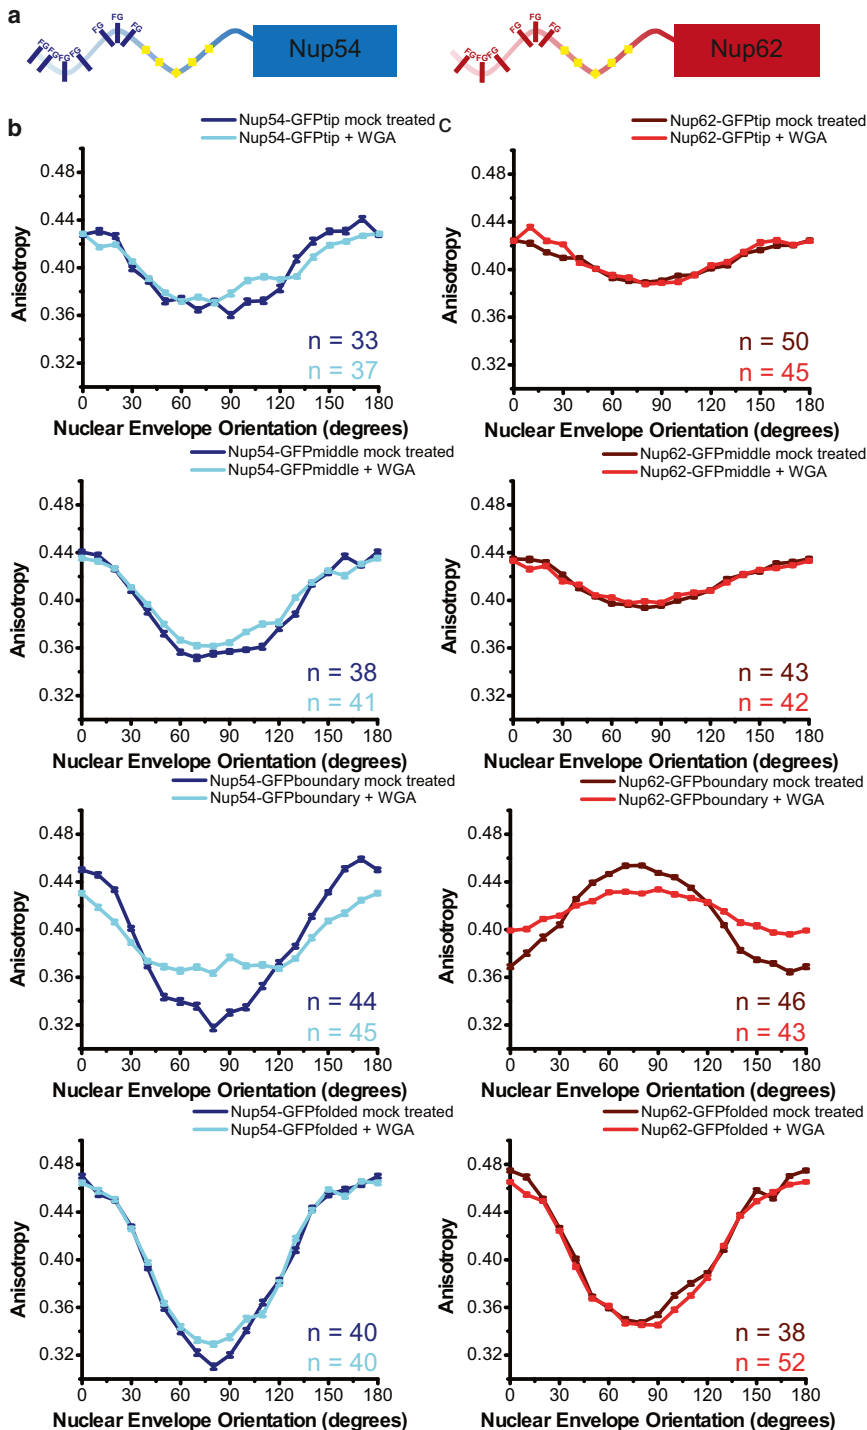 a
FG FG FG FG FG FG FG
Nup54
FG FG FG FG FG FG FG
Nup62
b
Nup54-GFPtip mock treated
Nup54-GFPtip + WGA
0.48
0.44
0.40
0.36
0.32
Anisotropy
n = 33
n = 37
0 30 60 90 120 150 180
Nuclear Envelope Orientation (degrees)
Nup54-GFPmiddle mock treated
Nup54-GFPmiddle + WGA
0.48
0.44
0.40
0.36
0.32
Anisotropy
n = 38
n = 41
0 30 60 90 120 150 180
Nuclear Envelope Orientation (degrees)
Nup54-GFPboundary mock treated
Nup54-GFPboundary + WGA
0.48
0.44
0.40
0.36
0.32
Anisotropy
n = 44
n = 45
0 30 60 90 120 150 180
Nuclear Envelope Orientation (degrees)
Nup54-GFPfolded mock treated
Nup54-GFPfolded + WGA
0.48
0.44
0.40
0.36
0.32
Anisotropy
n = 40
n = 40
0 30 60 90 120 150 180
Nuclear Envelope Orientation (degrees)
c
Nup62-GFPtip mock treated
Nup62-GFPtip + WGA
0.48
0.44
0.40
0.36
0.32
Anisotropy
n = 50
n = 45
0 30 60 90 120 150 180
Nuclear Envelope Orientation (degrees)
Nup62-GFPmiddle mock treated
Nup62-GFPmiddle + WGA
0.48
0.44
0.40
0.36
0.32
Anisotropy
n = 43
n = 42
0 30 60 90 120 150 180
Nuclear Envelope Orientation (degrees)
Nup62-GFPboundary mock treated
Nup62-GFPboundary + WGA
0.48
0.44
0.40
0.36
0.32
Anisotropy
n = 46
n = 43
0 30 60 90 120 150 180
Nuclear Envelope Orientation (degrees)
Nup62-GFPfolded mock treated
Nup62-GFPfolded + WGA
0.48
0.44
0.40
0.36
0.32
Anisotropy
n = 38
n = 52
0 30 60 90 120 150 180
Nuclear Envelope Orientation (degrees)